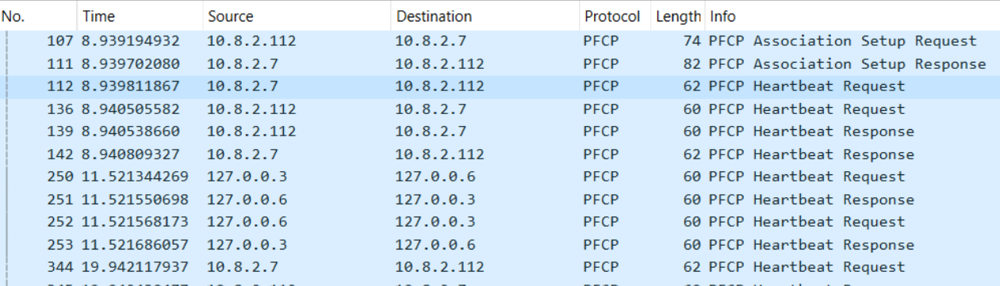 No. Time Source Destination Protocol Length Info
107 8.939194932 10.8.2.112 10.8.2.7 PFCP 74 PFCP Association Setup Request
111 8.939702080 10.8.2.7 10.8.2.112 PFCP 82 PFCP Association Setup Response
112 8.939811867 10.8.2.7 10.8.2.112 PFCP 62 PFCP Heartbeat Request
136 8.940505582 10.8.2.112 10.8.2.7 PFCP 60 PFCP Heartbeat Request
139 8.940538660 10.8.2.112 10.8.2.7 PFCP 60 PFCP Heartbeat Response
142 8.940809327 10.8.2.7 10.8.2.112 PFCP 62 PFCP Heartbeat Response
250 11.521344269 127.0.0.3 127.0.0.6 PFCP 60 PFCP Heartbeat Request
251 11.521550698 127.0.0.6 127.0.0.3 PFCP 60 PFCP Heartbeat Response
252 11.521568173 127.0.0.6 127.0.0.3 PFCP 60 PFCP Heartbeat Request
253 11.521686057 127.0.0.3 127.0.0.6 PFCP 60 PFCP Heartbeat Response
344 19.942117937 10.8.2.7 10.8.2.112 PFCP 62 PFCP Heartbeat Request